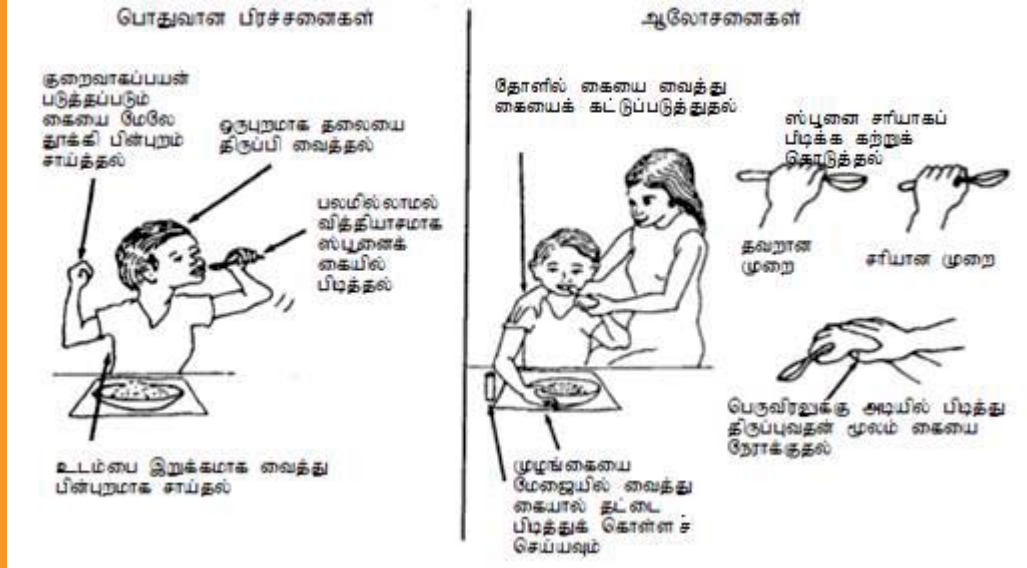 பொதுவான பிரச்சனைகள்
குறைவாகப்பயன்
படுத்தப்படும்
கையை மேலே
தூக்கி பின்புறம்
சாய்த்தல்
ஒருபுறமாக தலையை
திருப்பி வைத்தல்
பலமில்லாமல்
வித்தியாசமாக
ஸ்பூனைக்
கையில்
பிடித்தல்
உடம்பை இறுக்கமாக வைத்து
பின்புறமாக சாய்தல்
ஆலோசனைகள்
தோளில் கையை வைத்து
கையைக் கட்டுப்படுத்துதல்
ஸ்பூனை சரியாகப்
பிடிக்க கற்றுக்
கொடுத்தல்
தவறான
முறை
சரியான முறை
பெருவிரலுக்கு அடியில் பிடித்து
திருப்புவதன் மூலம் கையை
நேராக்குதல்
முழங்கையை
மேஜையில் வைத்து
கையால் தட்டை
பிடித்துக் கொள்ளச்
செய்யவும்